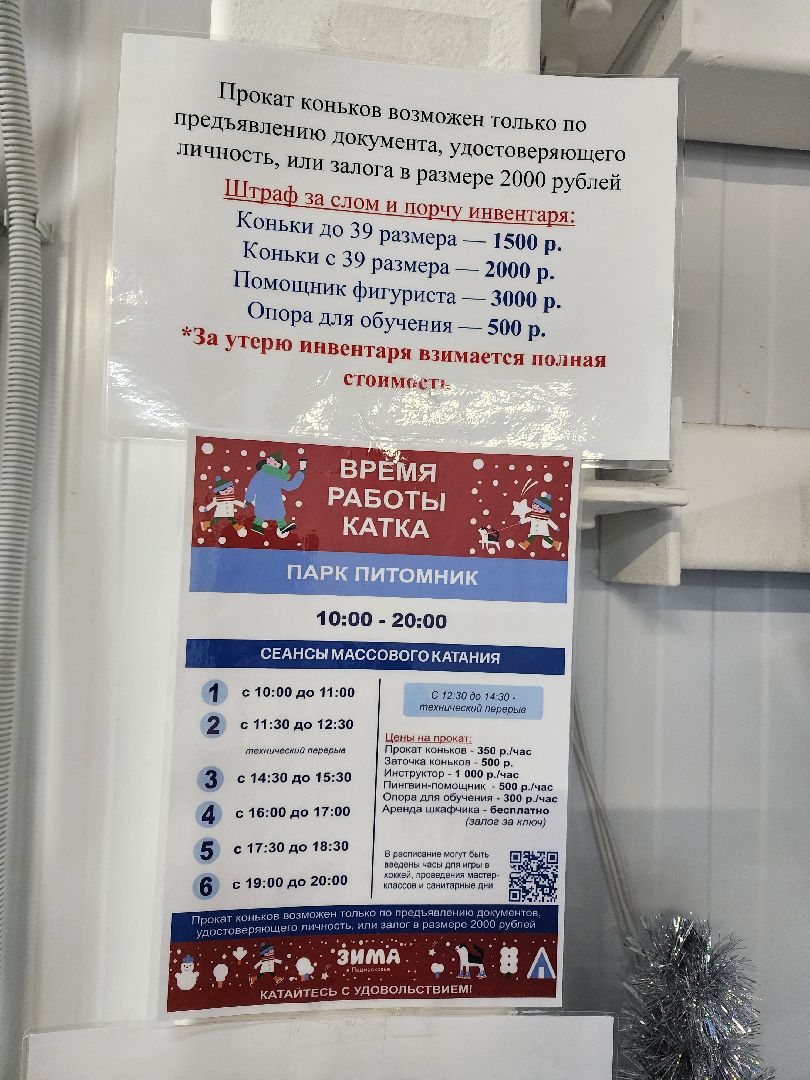 Прокат коньков возможен только по
предъявлению документа, удостоверяющего
личность, или залога в размере 2000 рублей
Штраф за слом и порчу инвентаря:
Коньки до 39 размера — 1500 р.
Коньки с 39 размера — 2000 р.
Помощник фигуриста — 3000 р.
Опора для обучения — 500 р.
*За утерю инвентаря взимается полная
стоимость
ВРЕМЯ
РАБОТЫ
КАТКА
ПАРК ПИТОМНИК
10:00 - 20:00
СЕАНСЫ МАССОВОГО КАТАНИЯ
1 с 10:00 до 11:00
2 с 11:30 до 12:30
технический перерыв
3 с 14:30 до 15:30
4 с 16:00 до 17:00
5 с 17:30 до 18:30
6 с 19:00 до 20:00
С 12:30 до 14:30 -
технический перерыв
Цены на прокат:
Прокат коньков - 350 р./час
Заточка коньков - 500 р.
Инструктор - 1 000 р./час
Пингвин-помощник - 500 р./час
Опора для обучения - 300 р./час
Аренда шкафчика - бесплатно
(залог за ключ)
В расписание могут быть
введены часы для игры в
хоккей, проведения мастер-
классов и санитарные дни
Прокат коньков возможен только по предъявлению документов,
удостоверяющего личность, или залог в размере 2000 рублей
ЗИМА
в Подмосковье
КАТАЙТЕСЬ С УДОВОЛЬСТВИЕМ!